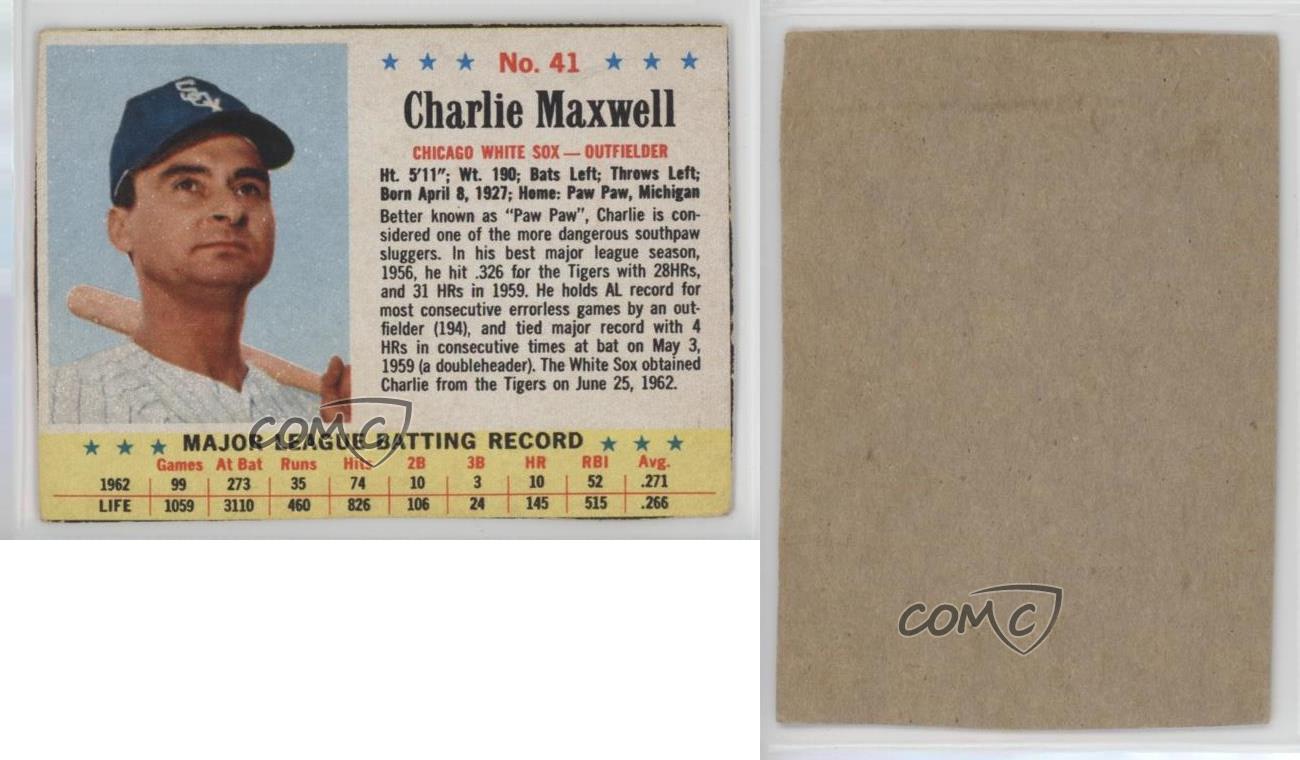 SOX
★ ★ ★ No. 41 ★ ★ ★
Charlie Maxwell
CHICAGO WHITE SOX — OUTFIELDER
Ht. 5'11"; Wt. 190; Bats Left; Throws Left;
Born April 8, 1927; Home: Paw Paw, Michigan
Better known as “Paw Paw”, Charlie is con-
sidered one of the more dangerous southpaw
sluggers. In his best major league season,
1956, he hit .326 for the Tigers with 28HRs,
and 31 HRs in 1959. He holds AL record for
most consecutive errorless games by an out-
fielder (194), and tied major record with 4
HRs in consecutive times at bat on May 3,
1959 (a doubleheader). The White Sox obtained
Charlie from the Tigers on June 25, 1962.
★ ★ ★ MAJOR LEAGUE BATTING RECORD ★ ★ ★
Games At Bat Runs Hits 2B 3B HR RBI Avg.
1962 99 273 35 74 10 3 10 52 .271
LIFE 1059 3110 460 826 106 24 145 515 .266
COMC
COMC